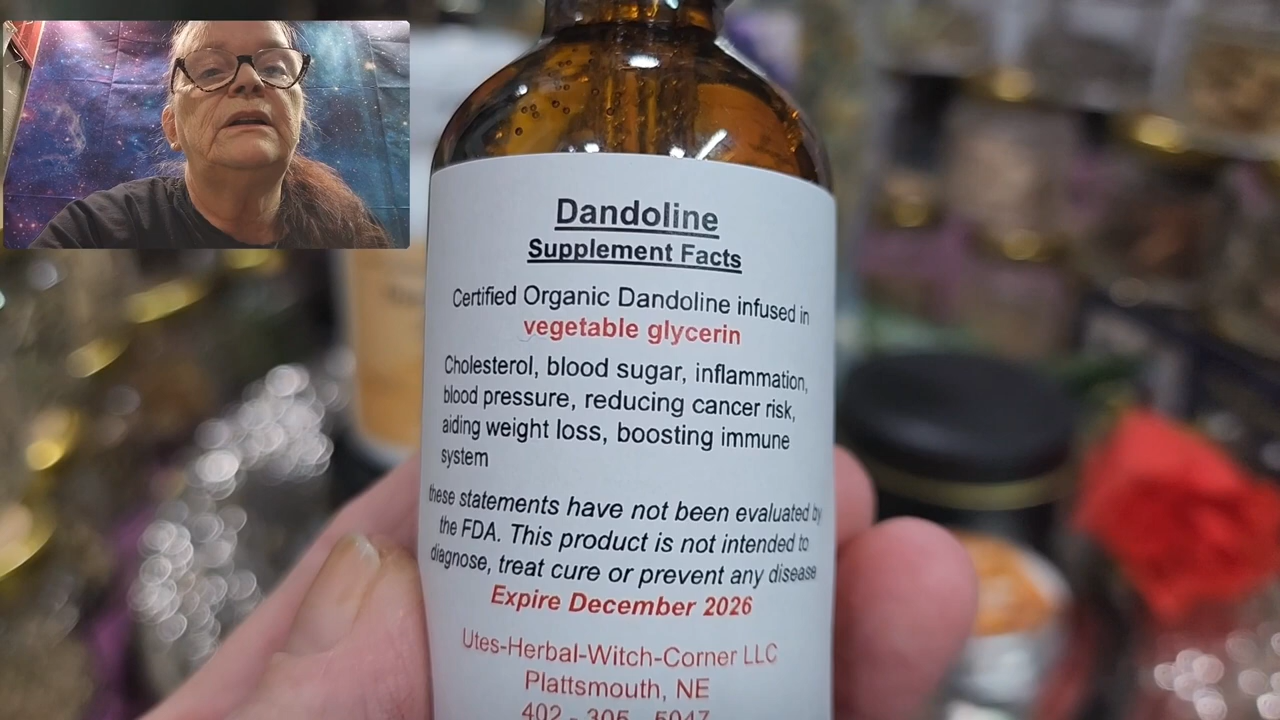 Dandoline
Supplement Facts
Certified Organic Dandoline infused in
vegetable glycerin
Cholesterol, blood sugar, inflammation,
blood pressure, reducing cancer risk,
aiding weight loss, boosting immune
system
these statements have not been evaluated by
the FDA. This product is not intended to
diagnose, treat cure or prevent any disease
Expire December 2026
Utes-Herbal-Witch-Corner LLC
Plattsmouth, NE
402 - 305 - 5047